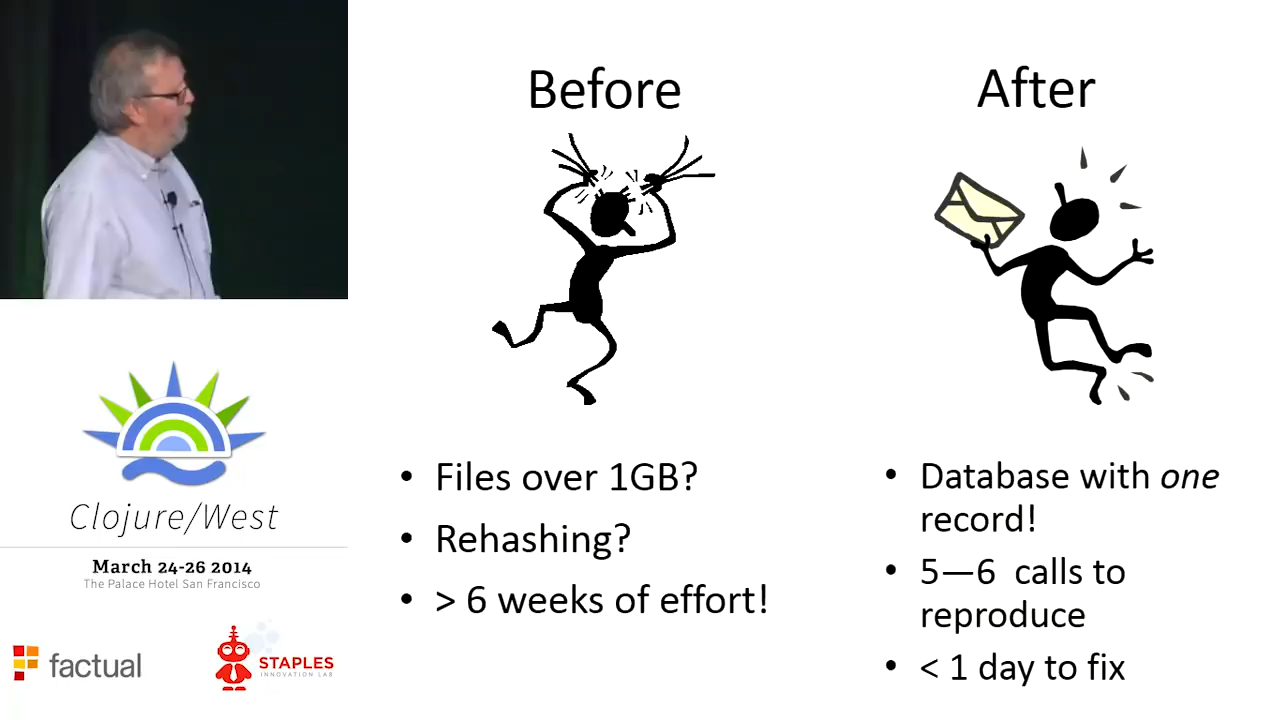 Before
• Files over 1GB?
• Rehashing?
• > 6 weeks of effort!
After
• Database with one
record!
• 5—6 calls to
reproduce
• < 1 day to fix
Clojure/West
March 24-26 2014
The Palace Hotel San Francisco
factual
STAPLES
INNOVATION LAB